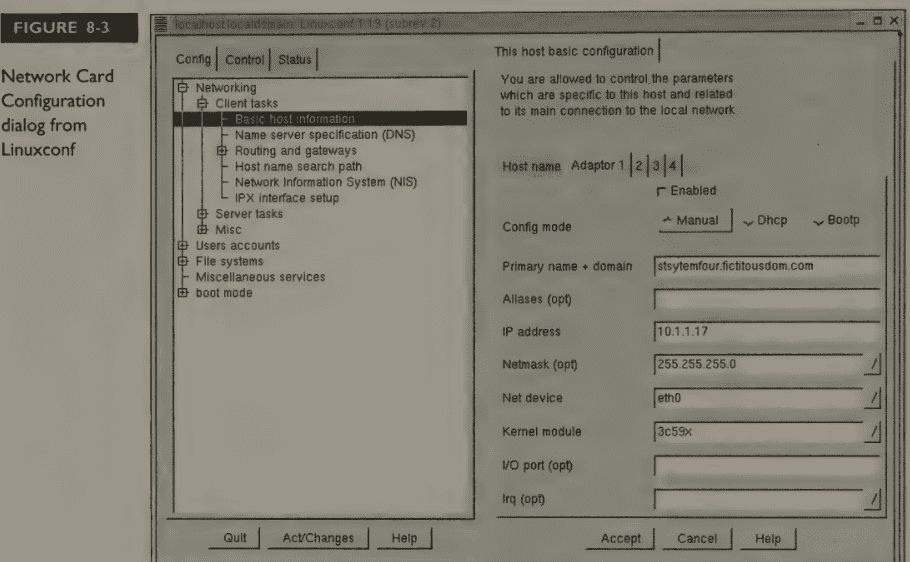 FIGURE 8-3
Network Card
Configuration
dialog from
Linuxconf
localhost.localdomain: Linuxconf 1.19 (subrev 2)
Config Control Status
Networking
Client tasks
Basic host information
Name server specification (DNS)
Routing and gateways
Host name search path
Network Information System (NIS)
IPX interface setup
Server tasks
Misc
Users accounts
File systems
Miscellaneous services
boot mode
Quit Act/Changes Help
This host basic configuration
You are allowed to control the parameters
which are specific to this host and related
to its main connection to the local network
Host name Adaptor 1 2 3 4
Enabled
Config mode Manual Dhcp Bootp
Primary name + domain stsytemfour.fictitousdom.com
Aliases (opt)
IP address 10.1.1.17
Netmask (opt) 255.255.255.0
Net device eth0
Kernel module 3c59x
I/O port (opt)
Irq (opt)
Accept Cancel Help